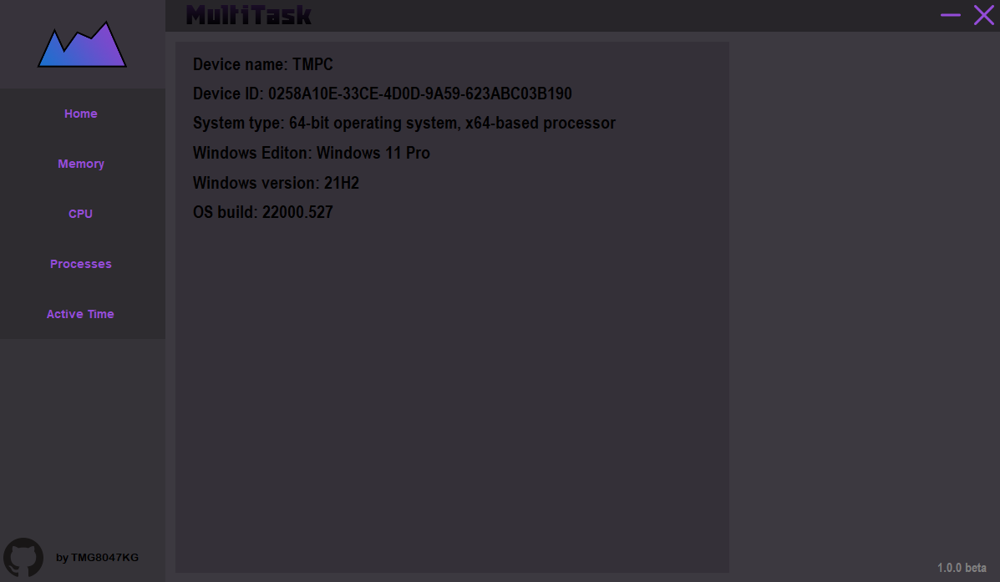 MultiTask
Home
Memory
CPU
Processes
Active Time
Device name: TMPC
Device ID: 0258A10E-33CE-4D0D-9A59-623ABC03B190
System type: 64-bit operating system, x64-based processor
Windows Editon: Windows 11 Pro
Windows version: 21H2
OS build: 22000.527
by TMG8047KG
1.0.0 beta